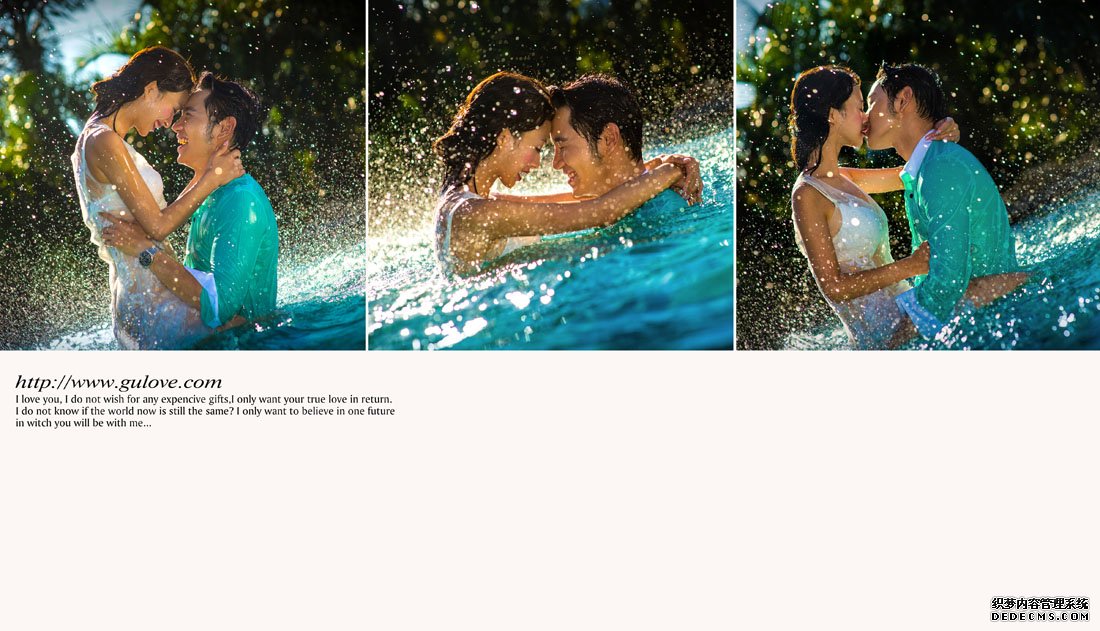 http://www.gulove.com
I love you, I do not wish for any expencive gifts,I only want your true love in return.
I do not know if the world now is still the same? I only want to believe in one future
in witch you will be with me...
织梦内容管理系统
DEDECMS.COM